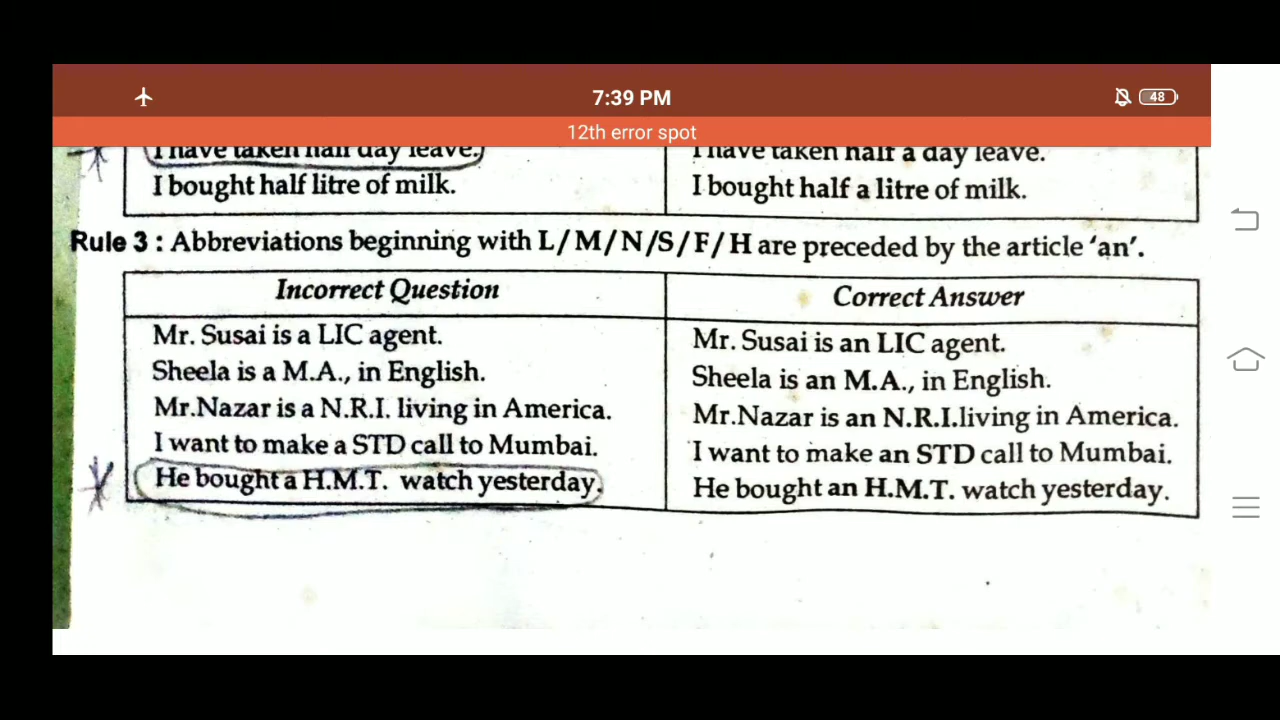 7:39 PM
48
12th error spot
I have taken half day leave.
I have taken half a day leave.
I bought half litre of milk.
I bought half a litre of milk.
Rule 3 : Abbreviations beginning with L/M/N/S/F/H are preceded by the article ‘an’.
Incorrect Question
Correct Answer
Mr. Susai is a LIC agent.
Mr. Susai is an LIC agent.
Sheela is a M.A., in English.
Sheela is an M.A., in English.
Mr.Nazar is a N.R.I. living in America.
Mr.Nazar is an N.R.I.living in America.
I want to make a STD call to Mumbai.
I want to make an STD call to Mumbai.
He bought a H.M.T. watch yesterday.
He bought an H.M.T. watch yesterday.